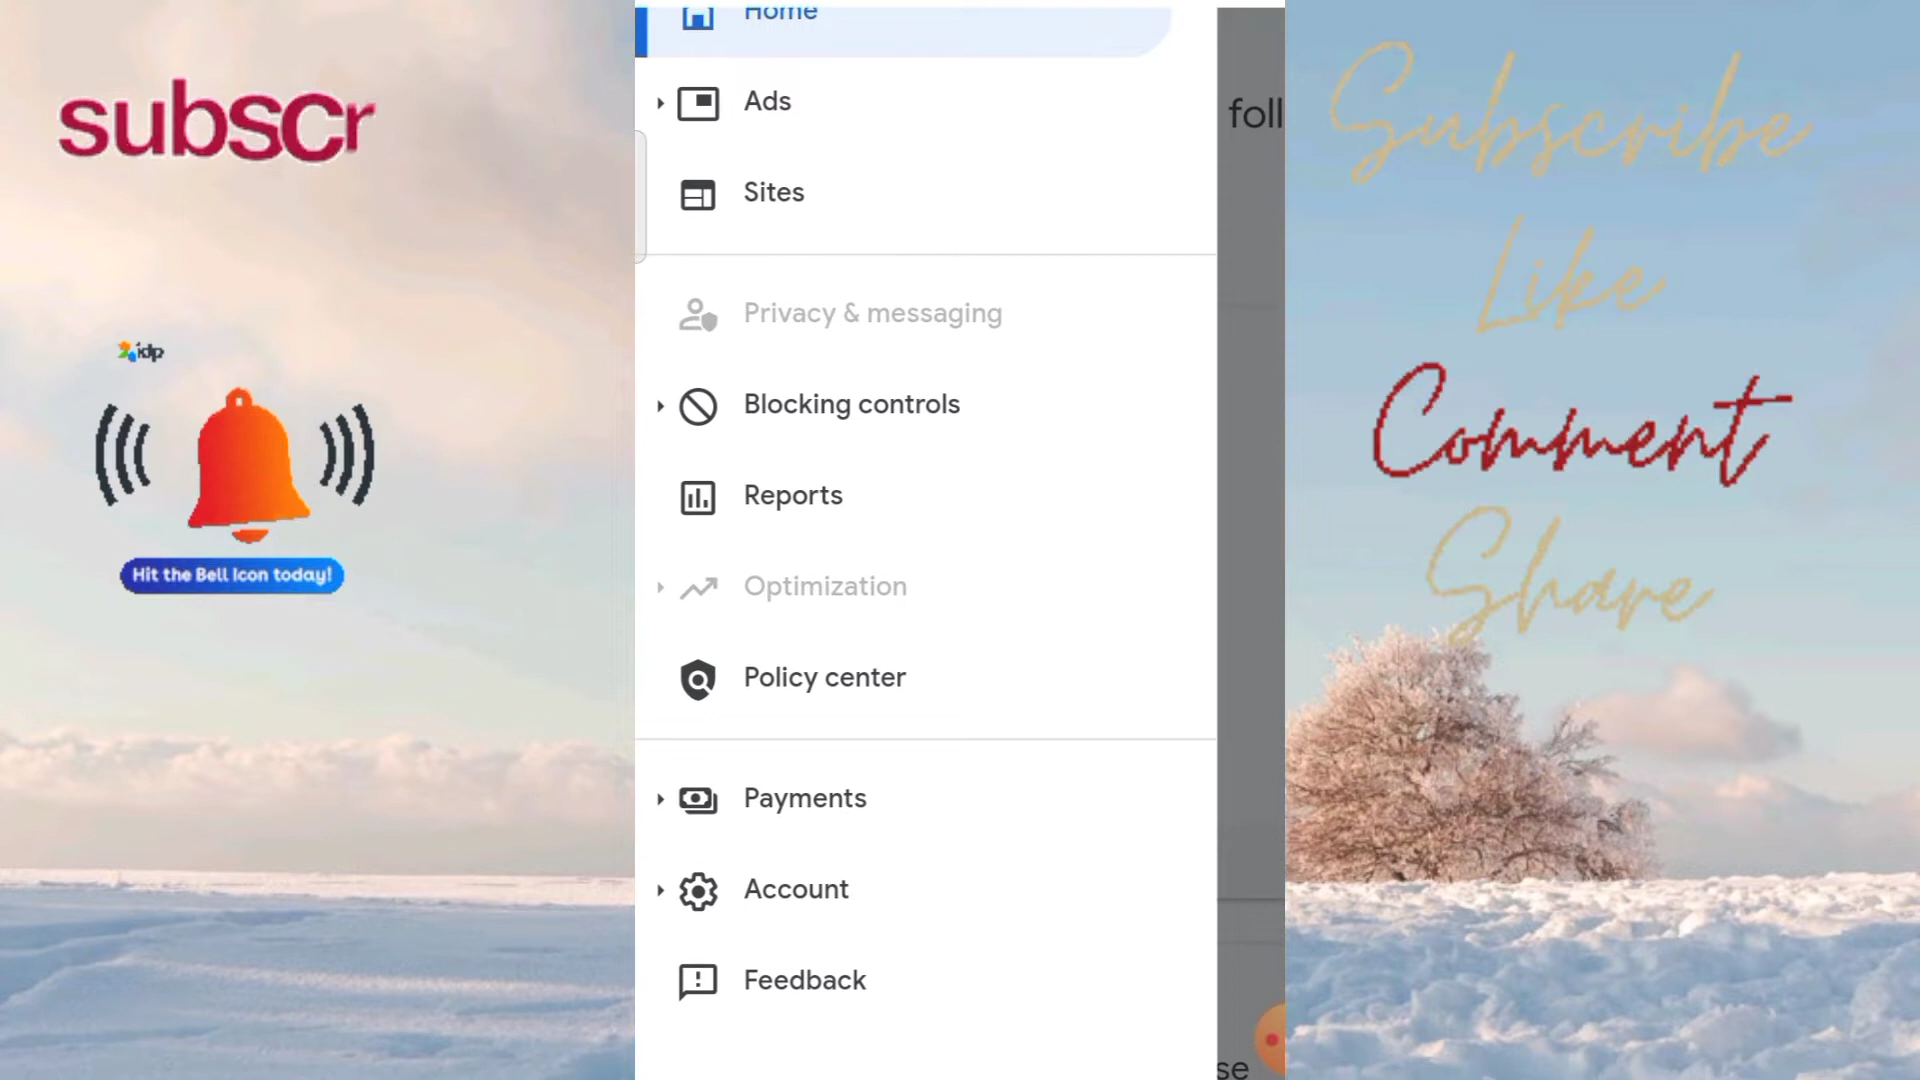 subscr
idp
Hit the Bell Icon today!
Home
Ads
Sites
Privacy & messaging
Blocking controls
Reports
Optimization
Policy center
Payments
Account
Feedback
foll
se
Subscribe
Like
Comment
Share